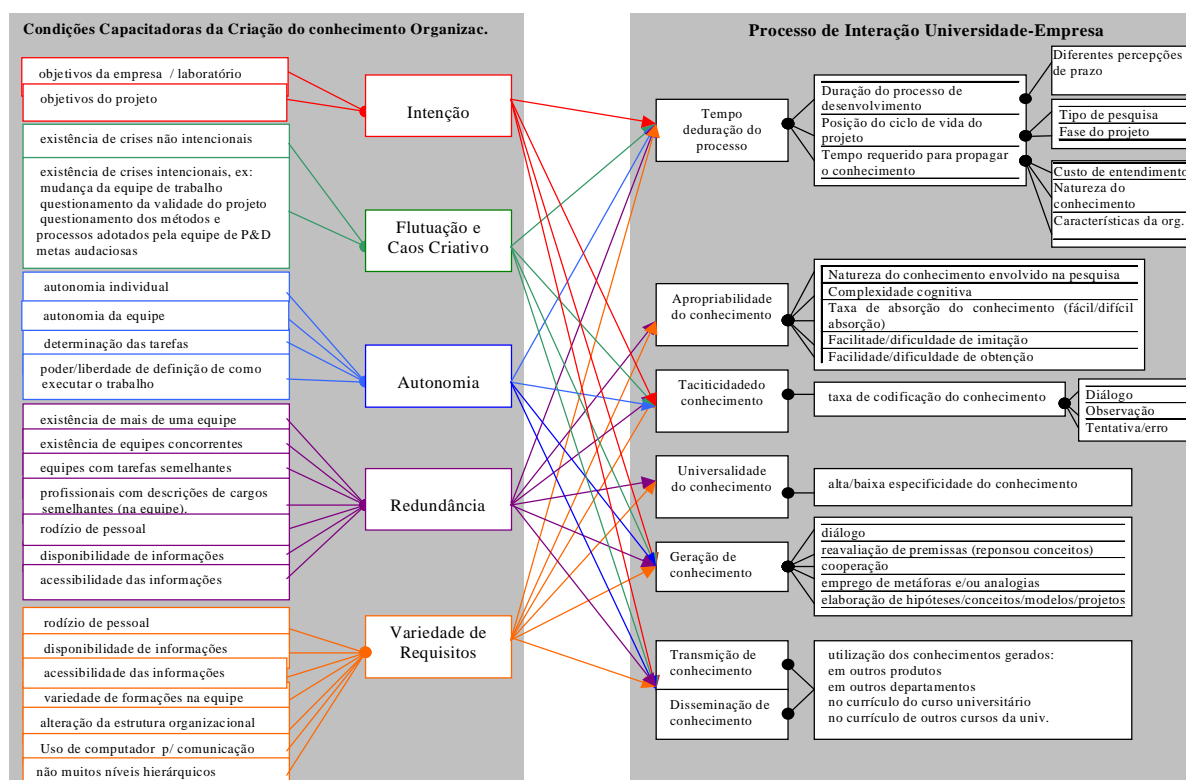 Condições Capacitadoras da Criação do conhecimento Organizac.
objetivos da empresa / laboratório
objetivos do projeto
Intenção
existência de crises não intencionais
existência de crises intencionais, ex:
mudança da equipe de trabalho
questionamento da validade do projeto
questionamento dos métodos e
processos adotados pela equipe de P&D
metas audaciosas
Flutuação e
Caos Criativo
autonomia individual
autonomia da equipe
determinação das tarefas
poder/liberdade de definição de como
executar o trabalho
Autonomia
existência de mais de uma equipe
existência de equipes concorrentes
equipes com tarefas semelhantes
profissionais com descrições de cargos
semelhantes (na equipe).
rodízio de pessoal
disponibilidade de informações
acessibilidade das informações
Redundância
rodízio de pessoal
disponibilidade de informações
acessibilddade das informações
variedade de formações na equipe
alteração da estrutura organizacional
Uso de computador p/ comunicação
não muitos níveis hierárquicos
Variedade de
Requisitos
Processo de Interação Universidade-Empresa
Tempo
deduração do
processo
Duração do processo de
desenvolvimento
Posição do ciclo de vida do
projeto
Tempo requerido para propagar
o conhecimento
Diferentes percepções
de prazo
Tipo de pesquisa
Fase do projeto
Custo de entendimento
Natureza do
conhecimento
Características da org.
Apropriabilidade
do conhecimento
Natureza do conhecimento envolvido na pesquisa
Complexidade cognitiva
Taxa de absorção do conhecimento (fácil/difícil
absorção)
Facilitade/dificuldade de imitação
Facilidade/dificuldade de obtenção
Taciticidadedo
conhecimento
taxa de codificação do conhecimento
Diálogo
Observação
Tentativa/erro
Universalidade
do conhecimento
alta/baixa especificidade do conhecimento
Geração de
conhecimento
diálogo
reavaliação de premissas (reponsou conceitos)
cooperação
emprego de metáforas e/ou analogias
elaboração de hipóteses/conceitos/modelos/projetos
Transmição de
conhecimento
Disseminação de
conhecimento
utilização dos conhecimentos gerados:
em outros produtos
em outros departamentos
no currículo do curso universitário
no currículo de outros cursos da univ.